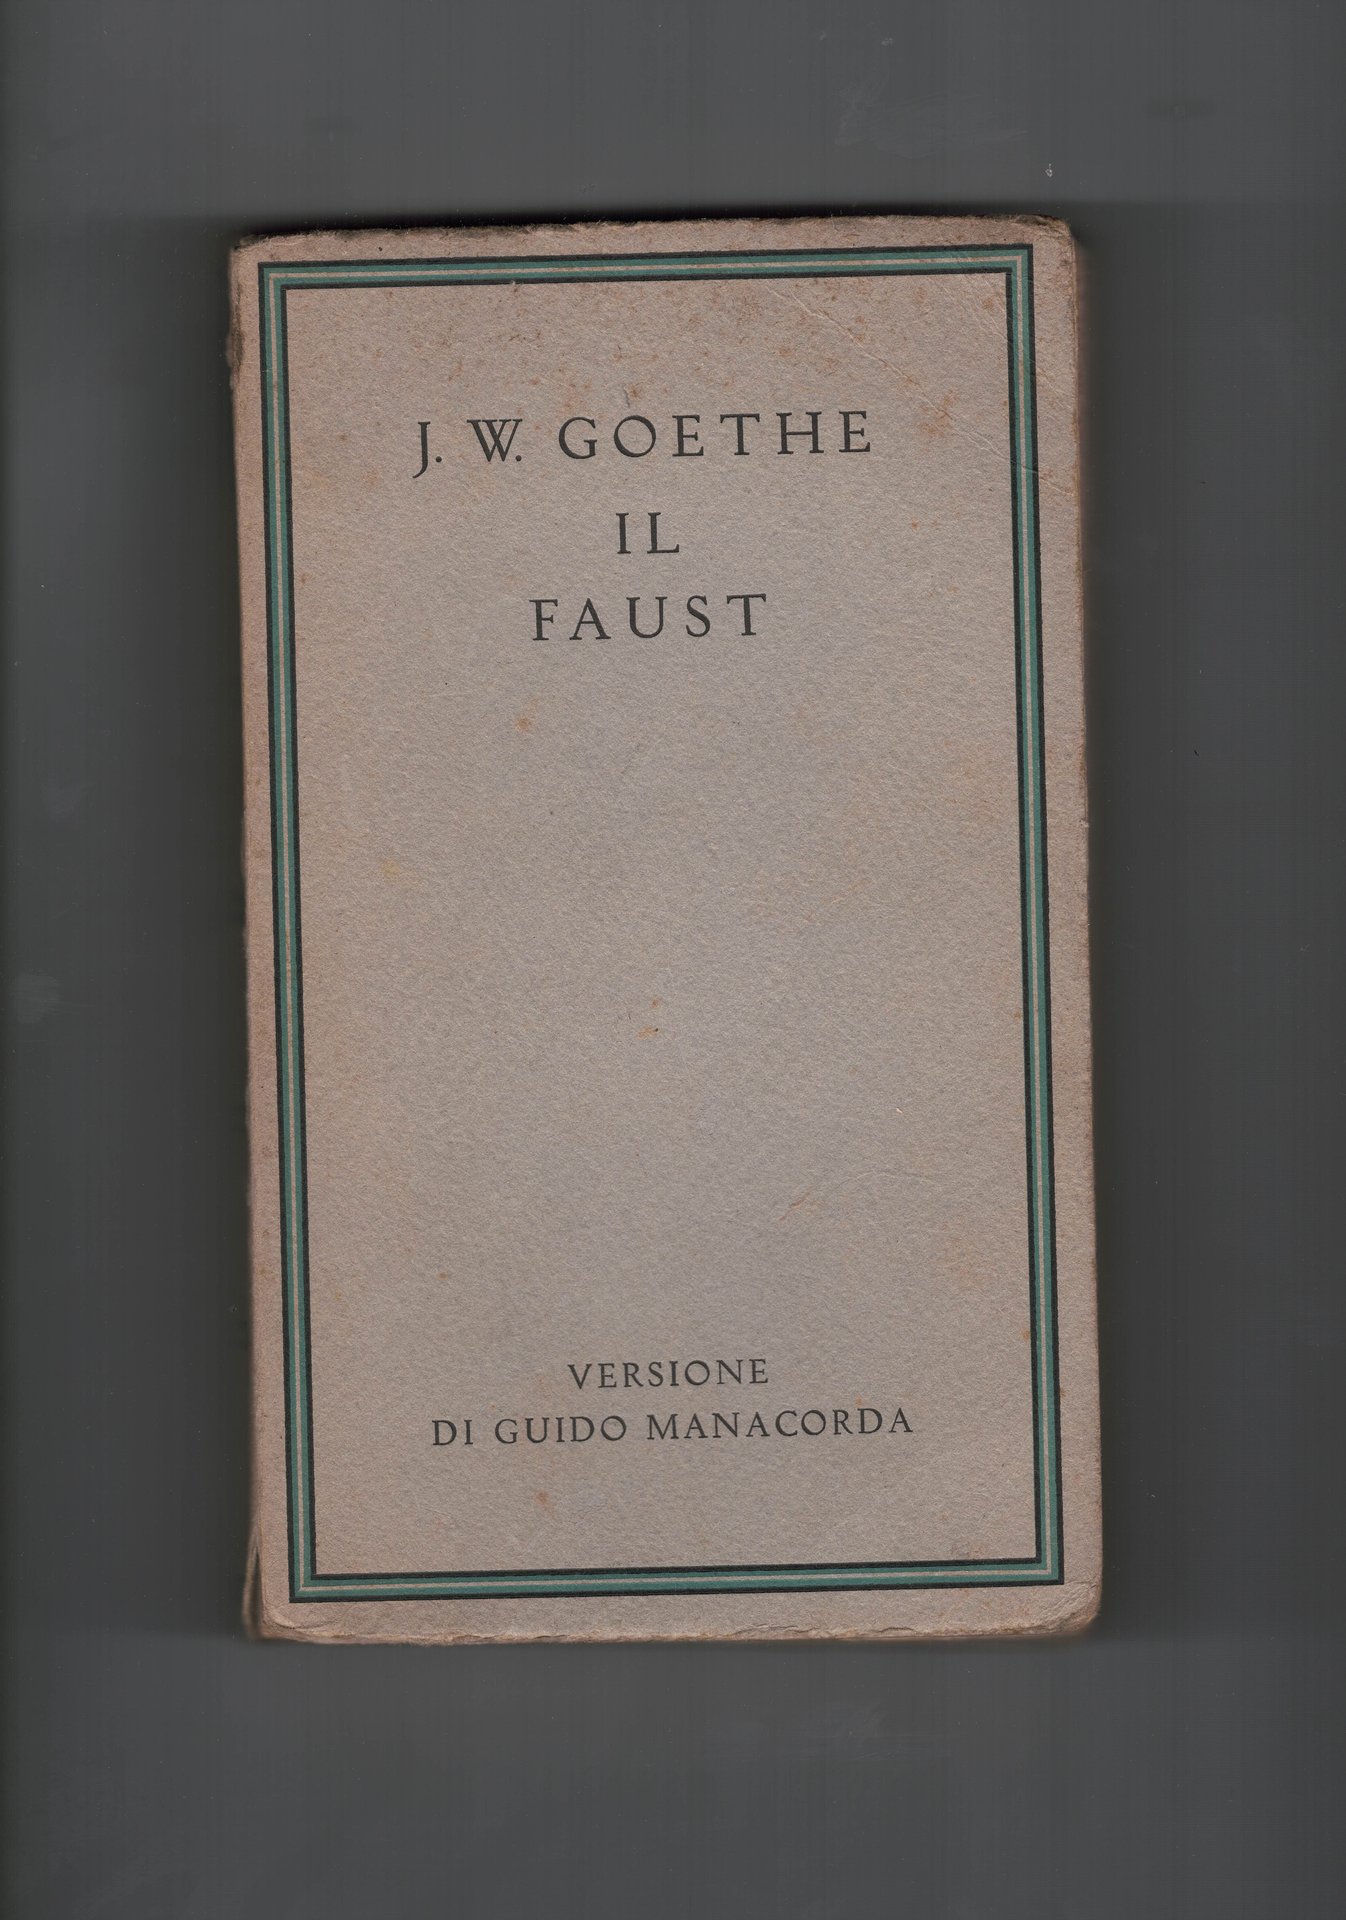 J. W. GOETHE
IL
FAUST
VERSIONE
DI GUIDO MANACORDA